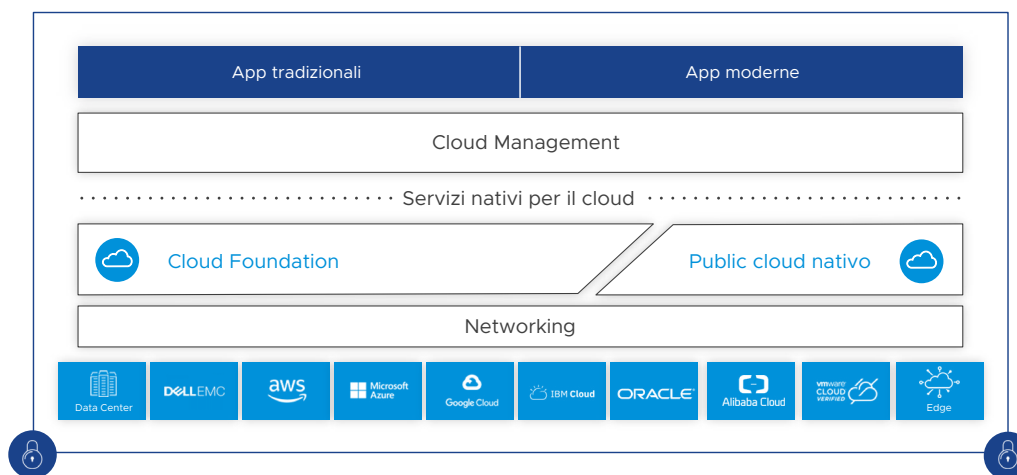 App tradizionali
App moderne
Cloud Management
Servizi nativi per il cloud
Cloud Foundation
Public cloud nativo
Networking
Data Center
DELLEMC
aws
Microsoft
Azure
Google Cloud
IBM Cloud
ORACLE
Alibaba Cloud
vmware
CLOUD
VERIFIED
Edge